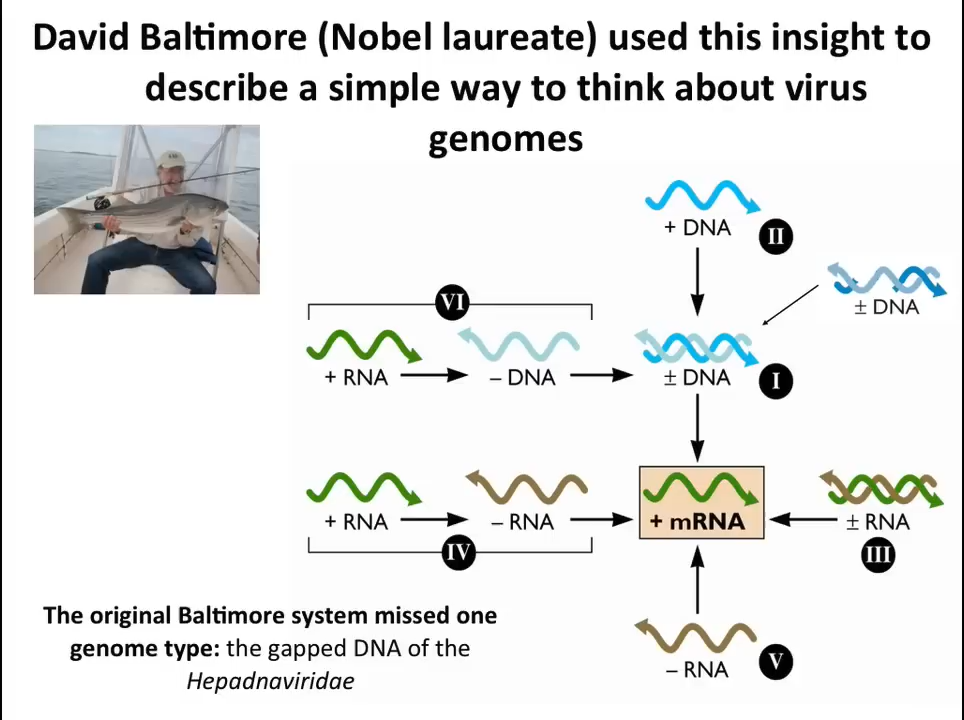 David Baltimore (Nobel laureate) used this insight to
describe a simple way to think about virus
genomes
+ DNA
II
± DNA
VI
+ RNA
– DNA
± DNA
I
+ RNA
– RNA
+ mRNA
± RNA
IV
III
The original Baltimore system missed one
genome type: the gapped DNA of the
Hepadnaviridae
– RNA
V